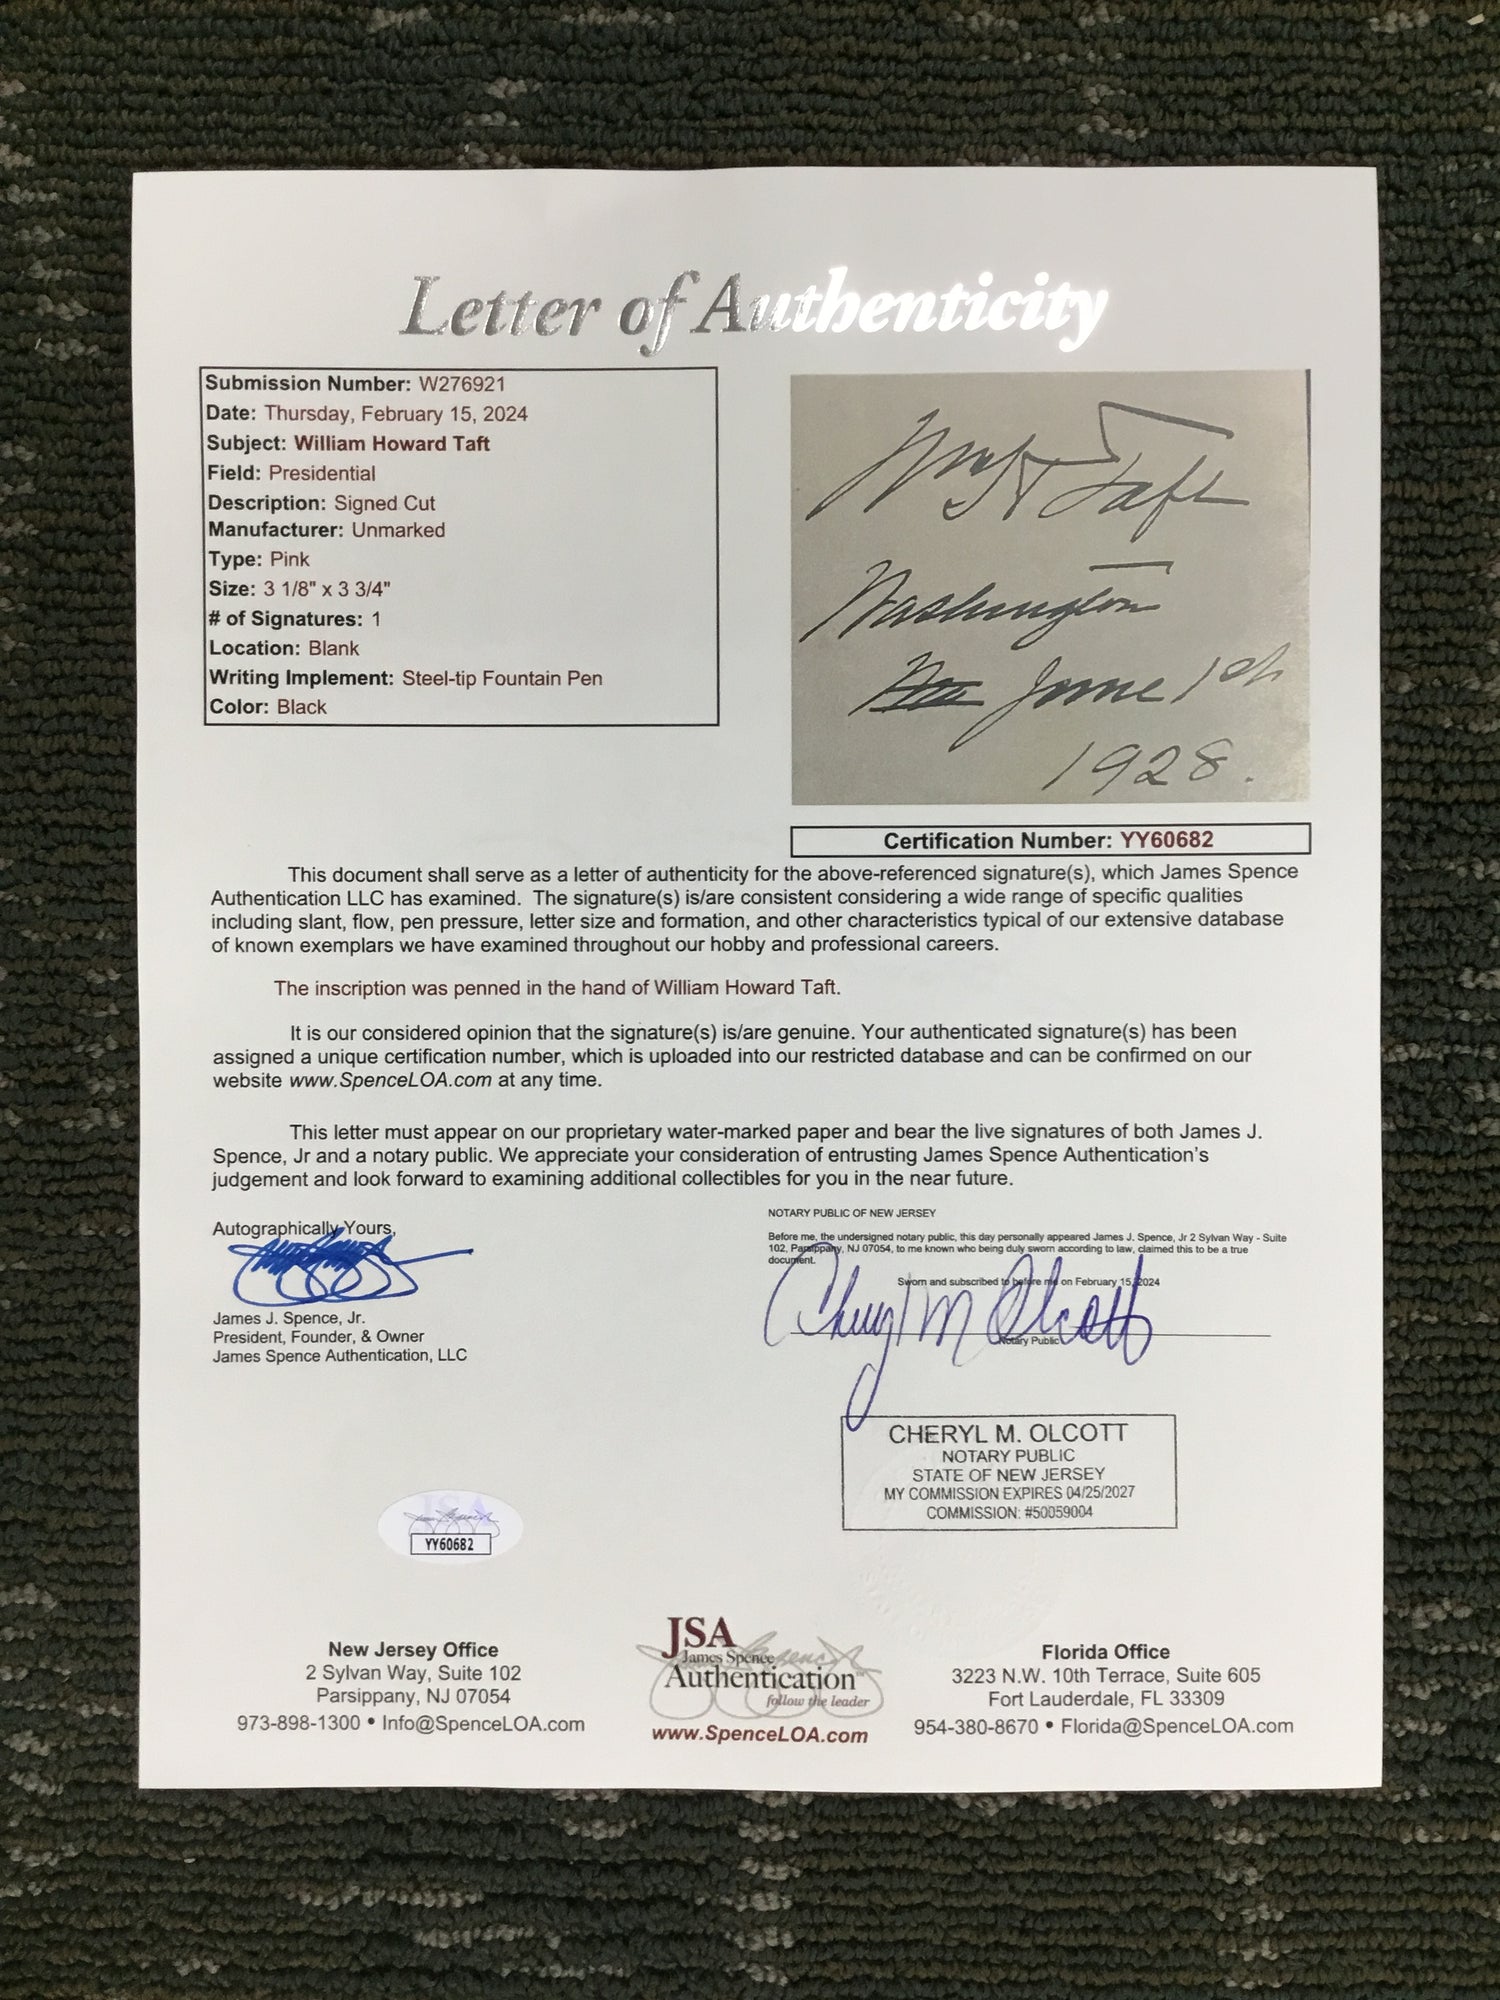 Letter of Authenticity
Submission Number: W276921
Date: Thursday, February 15, 2024
Subject: William Howard Taft
Field: Presidential
Description: Signed Cut
Manufacturer: Unmarked
Type: Pink
Size: 3 1/8" x 3 3/4"
# of Signatures: 1
Location: Blank
Writing Implement: Steel-tip Fountain Pen
Color: Black
Wm H Taft
Washington
June 1st
1928.
Certification Number: YY60682
This document shall serve as a letter of authenticity for the above-referenced signature(s), which James Spence
Authentication LLC has examined. The signature(s) is/are consistent considering a wide range of specific qualities
including slant, flow, pen pressure, letter size and formation, and other characteristics typical of our extensive database
of known exemplars we have examined throughout our hobby and professional careers.
The inscription was penned in the hand of William Howard Taft.
It is our considered opinion that the signature(s) is/are genuine. Your authenticated signature(s) has been
assigned a unique certification number, which is uploaded into our restricted database and can be confirmed on our
website www.SpenceLOA.com at any time.
This letter must appear on our proprietary water-marked paper and bear the live signatures of both James J.
Spence, Jr and a notary public. We appreciate your consideration of entrusting James Spence Authentication's
judgement and look forward to examining additional collectibles for you in the near future.
Autographically Yours,
James J. Spence, Jr.
President, Founder, & Owner
James Spence Authentication, LLC
NOTARY PUBLIC OF NEW JERSEY
Before me, the undersigned notary public, this day personally appeared James J. Spence, Jr 2 Sylvan Way - Suite
102, Parsippany, NJ 07054, to me known who being duly sworn according to law, claimed this to be a true
document.
Sworn and subscribed to before me on February 15, 2024
Cheryl M Olcott
Notary Public
CHERYL M. OLCOTT
NOTARY PUBLIC
STATE OF NEW JERSEY
MY COMMISSION EXPIRES 04/25/2027
COMMISSION: #50059004
JSA
YY60682
New Jersey Office
2 Sylvan Way, Suite 102
Parsippany, NJ 07054
973-898-1300 • Info@SpenceLOA.com
JSA
James Spence
Authentication™
follow the leader
www.SpenceLOA.com
Florida Office
3223 N.W. 10th Terrace, Suite 605
Fort Lauderdale, FL 33309
954-380-8670 • Florida@SpenceLOA.com